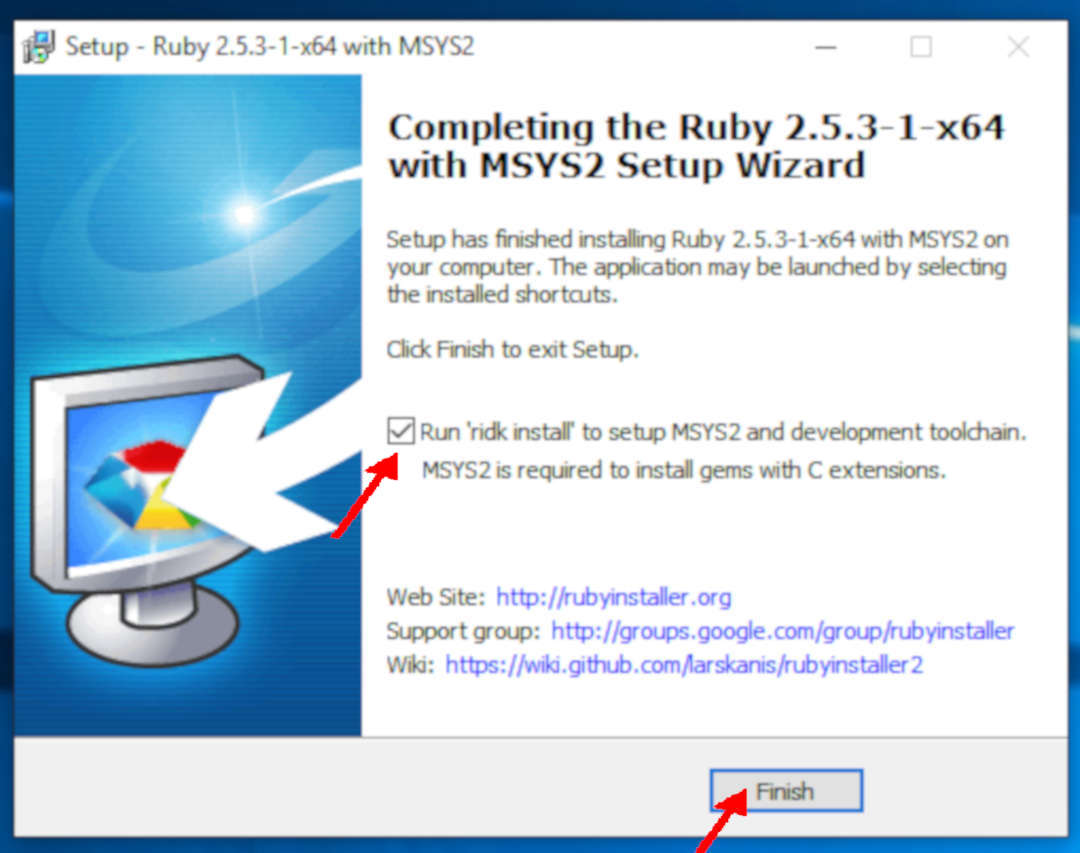 Setup - Ruby 2.5.3-1-x64 with MSYS2
Completing the Ruby 2.5.3-1-x64
with MSYS2 Setup Wizard
Setup has finished installing Ruby 2.5.3-1-x64 with MSYS2 on
your computer. The application may be launched by selecting
the installed shortcuts.
Click Finish to exit Setup.
Run 'ridk install' to setup MSYS2 and development toolchain.
MSYS2 is required to install gems with C extensions.
Web Site: http://rubyinstaller.org
Support group: http://groups.google.com/group/rubyinstaller
Wiki: https://wiki.github.com/larskanis/rubyinstaller2
Finish